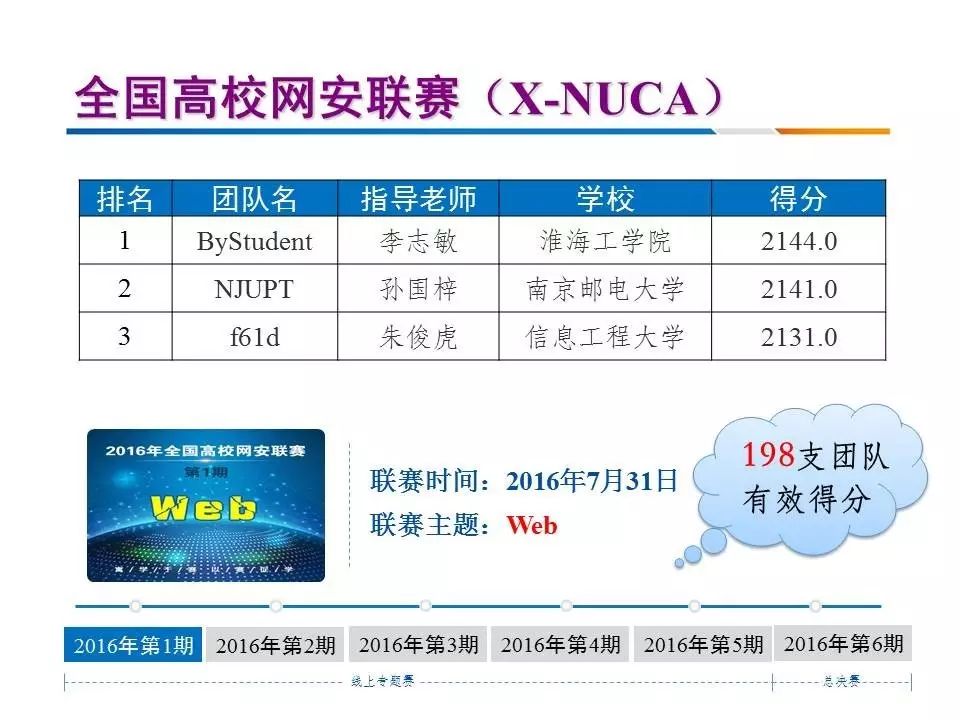 全国高校网安联赛（X-NUCA）
排名 团队名 指导老师 学校 得分
1 ByStudent 李志敏 淮海工学院 2144.0
2 NJUPT 孙国梓 南京邮电大学 2141.0
3 f61d 朱俊虎 信息工程大学 2131.0
2016年全国高校网安联赛
第1期
Web
寓/学/于/赛 以/赛/促/学
联赛时间：2016年7月31日
联赛主题：Web
198支团队
有效得分
2016年第1期 2016年第2期 2016年第3期 2016年第4期 2016年第5期 2016年第6期
线上专题赛 总决赛